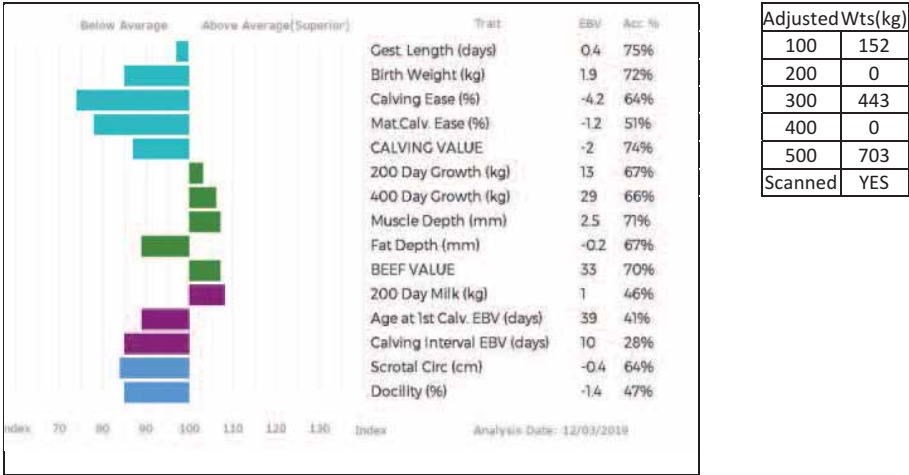 Below Average Above Average(Superior) Trait EBV Acc %
Gest. Length (days) 0.4 75%
Birth Weight (kg) 1.9 72%
Calving Ease (%) -4.2 64%
Mat.Calv. Ease (%) -1.2 51%
CALVING VALUE -2 74%
200 Day Growth (kg) 13 67%
400 Day Growth (kg) 29 66%
Muscle Depth (mm) 2.5 71%
Fat Depth (mm) -0.2 67%
BEEF VALUE 33 70%
200 Day Milk (kg) 1 46%
Age at 1st Calv. EBV (days) 39 41%
Calving Interval EBV (days) 10 28%
Scrotal Circ (cm) -0.4 64%
Docility (%) -1.4 47%
ndex 70 80 90 100 110 120 130 Index Analysis Date: 12/03/2019
Adjusted Wts(kg)
100 152
200 0
300 443
400 0
500 703
Scanned YES